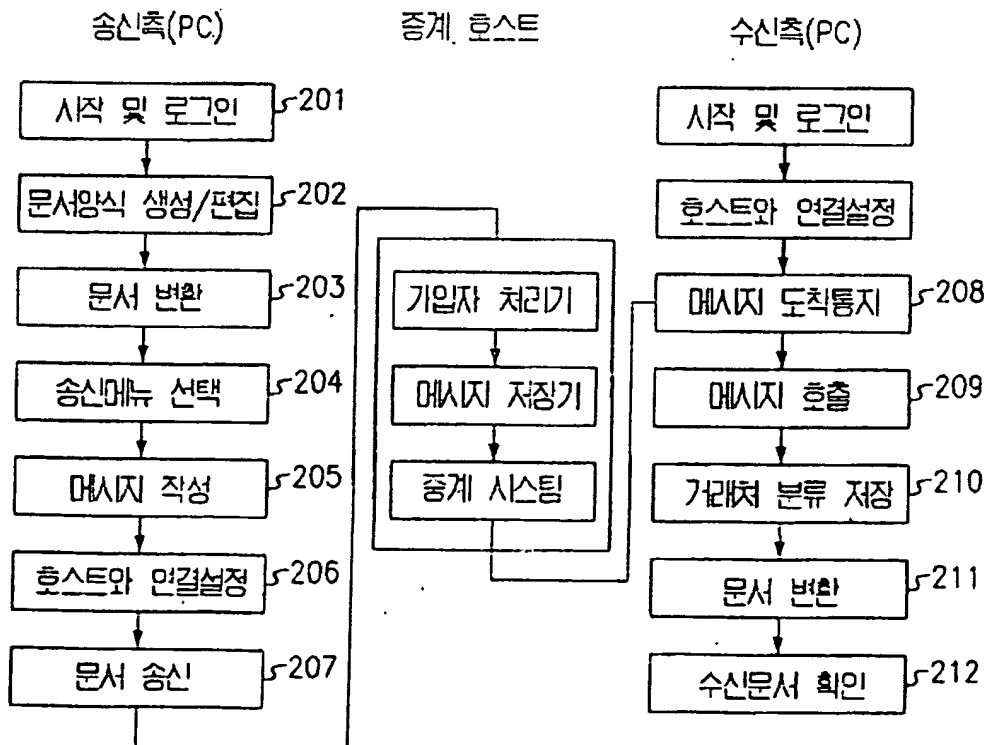 송신측(PC)
시작 및 로그인 201
문서양식 생성/편집 202
문서 변환 203
송신메뉴 선택 204
메시지 작성 205
호스트와 연결설정 206
문서 송신 207
중계 호스트
가입자 처리기
메시지 저장기
중계 시스팀
수신측(PC)
시작 및 로그인
호스트와 연결설정
메시지 도착통지 208
메시지 호출 209
거래처 분류 저장 210
문서 변환 211
수신문서 확인 212